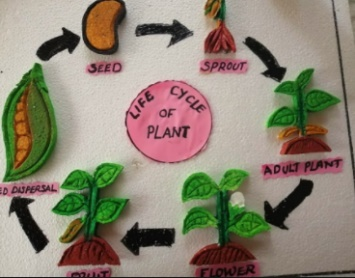 SEED
SPROUT
LIFE CYCLE
OF
PLANT
ADULT PLANT
DISPERSAL
FLOWER